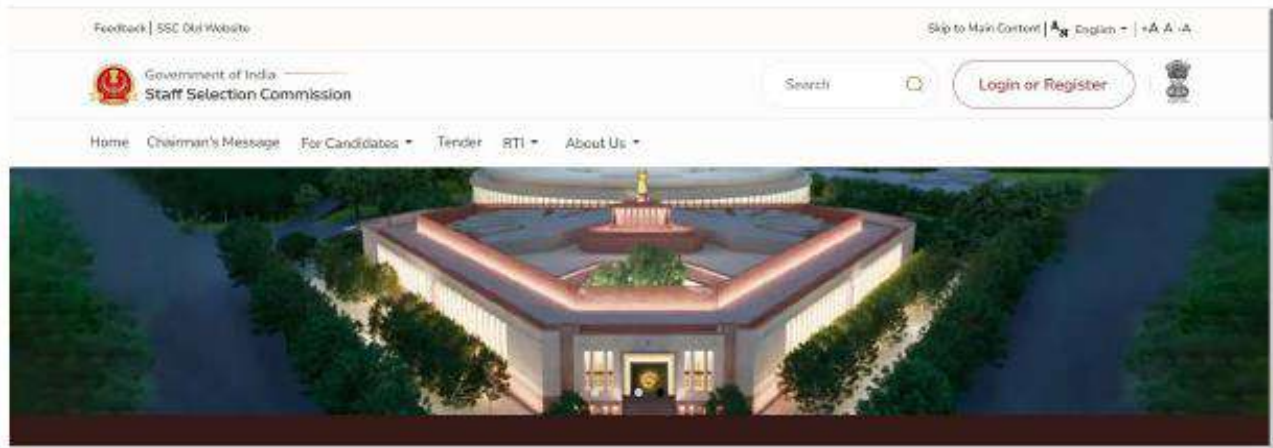 Feedback | SSC Old Website
Skip to Main Content | A अ English | +A A -A
Government of India
Staff Selection Commission
Search
Login or Register
Home Chairman's Message For Candidates Tender RTI About Us